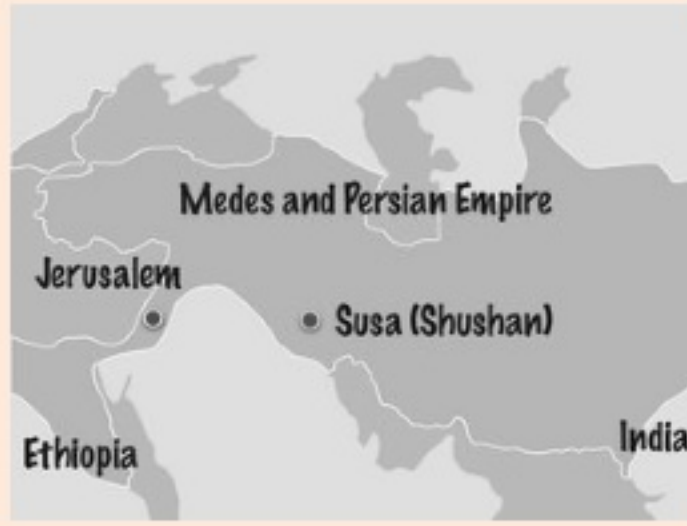 Medes and Persian Empire
Jerusalem
Susa (Shushan)
Ethiopia
India